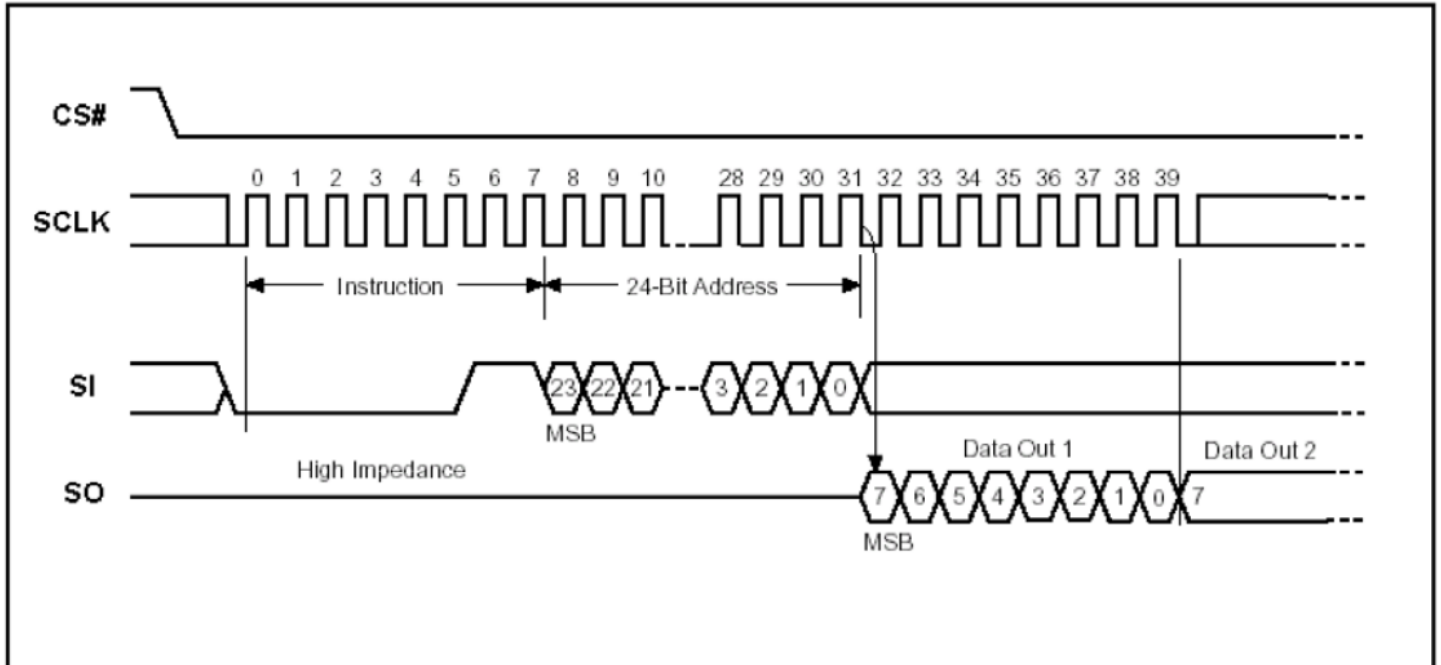 CS#
0 1 2 3 4 5 6 7 8 9 10 28 29 30 31 32 33 34 35 36 37 38 39
SCLK
Instruction 24-Bit Address
SI 23 22 21 3 2 1 0
MSB
Data Out 1 Data Out 2
High Impedance
SO 7 6 5 4 3 2 1 0 7
MSB